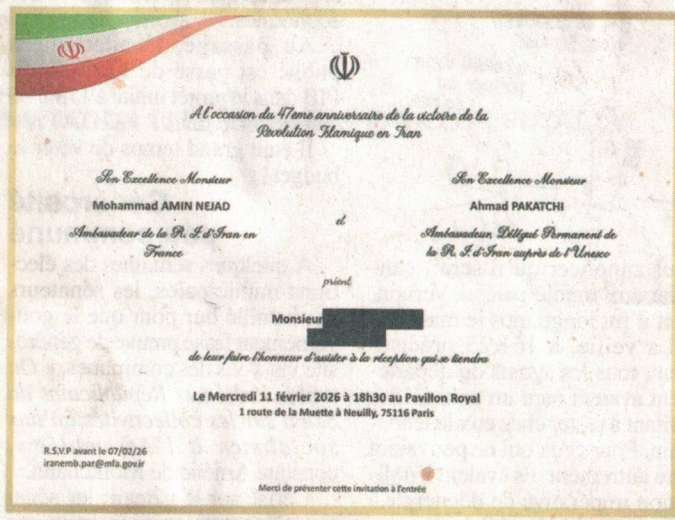 A l'occasion du 47eme anniversaire de la victoire de la
Révolution Islamique en Iran
Son Excellence Monsieur
Mohammad AMIN NEJAD
Ambassadeur de la R. I. d'Iran en
France
et
Son Excellence Monsieur
Ahmad PAKATCHI
Ambassadeur, Délégué Permanent de
la R. I. d'Iran auprès de l'Unesco
prient
Monsieur
de leur faire l'honneur d'assister à la réception qui se tiendra
Le Mercredi 11 février 2026 à 18h30 au Pavillon Royal
1 route de la Muette à Neuilly, 75116 Paris
R.S.V.P avant le 07/02/26
iranemb.par@mfa.gov.ir
Merci de présenter cette invitation à l'entrée